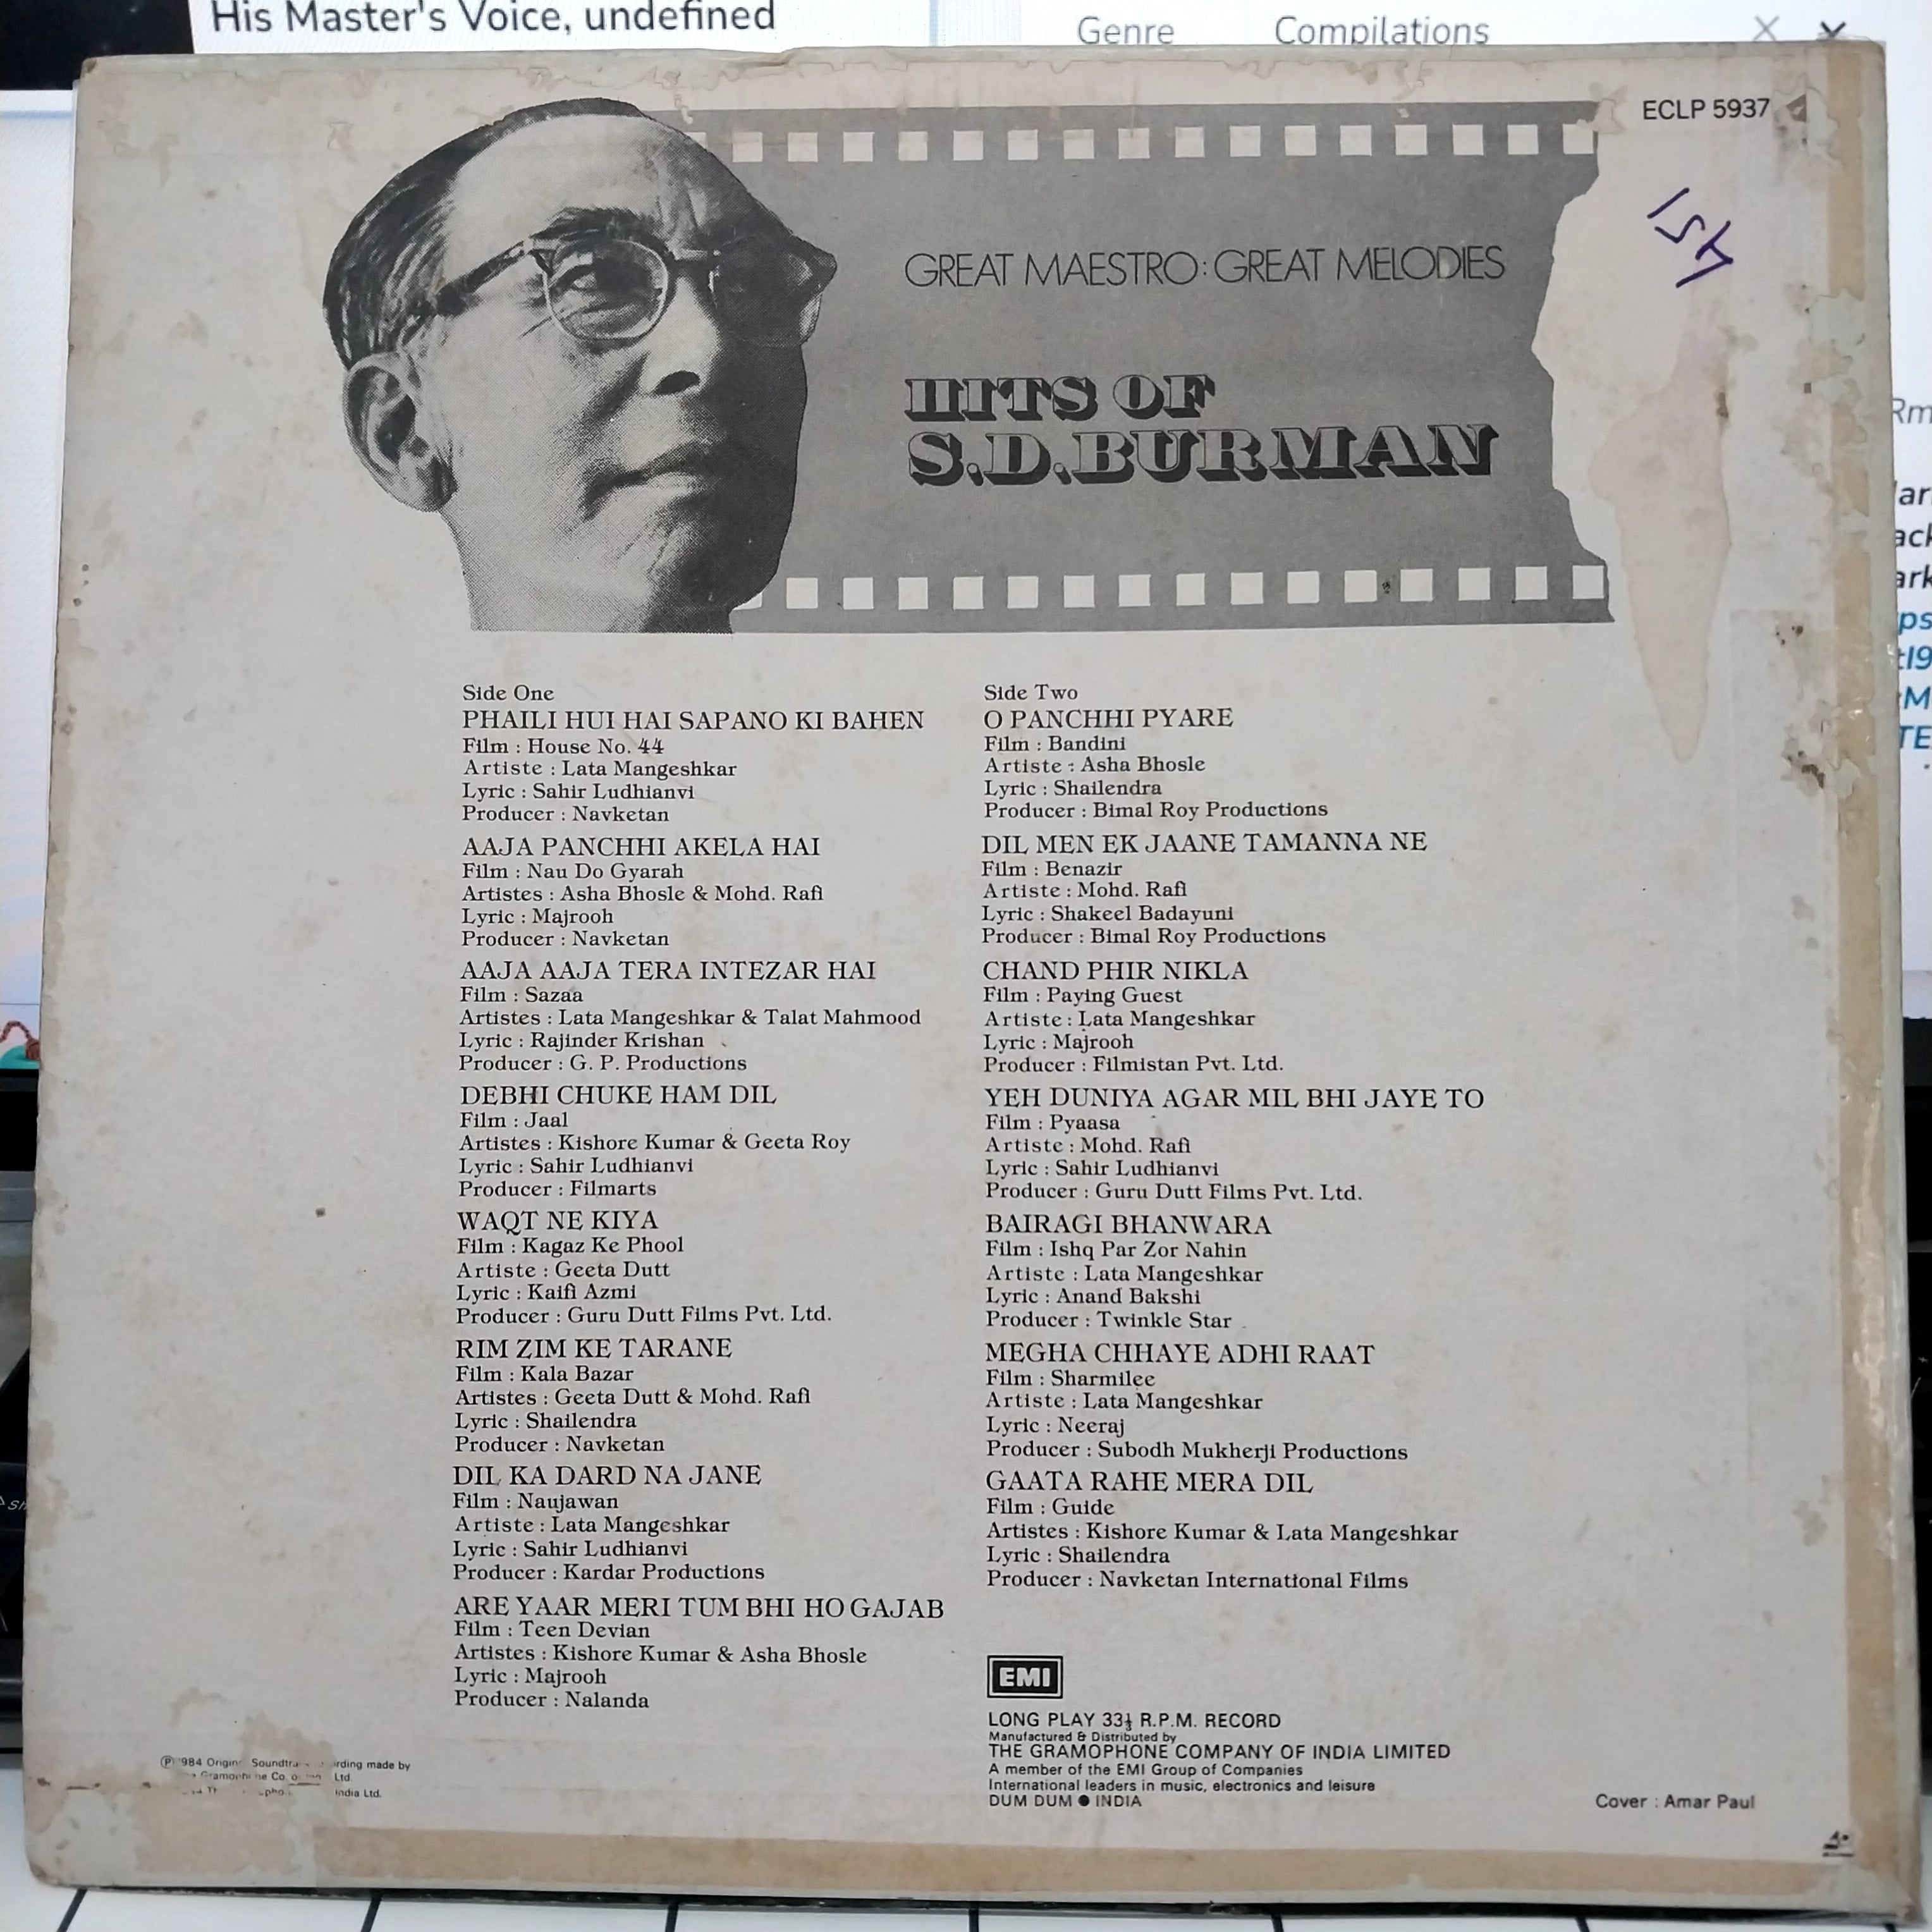 His Master's Voice, undefined
Genre Compilations
ECLP 5937
451
GREAT MAESTRO: GREAT MELODIES
HITS OF
S.D.BURMAN
Side One
PHAILI HUI HAI SAPANO KI BAHEN
Film : House No. 44
Artiste : Lata Mangeshkar
Lyric : Sahir Ludhianvi
Producer : Navketan
AAJA PANCHHI AKELA HAI
Film : Nau Do Gyarah
Artistes : Asha Bhosle & Mohd. Rafi
Lyric : Majrooh
Producer : Navketan
AAJA AAJA TERA INTEZAR HAI
Film : Sazaa
Artistes : Lata Mangeshkar & Talat Mahmood
Lyric : Rajinder Krishan
Producer : G. P. Productions
DEBHI CHUKE HAM DIL
Film : Jaal
Artistes : Kishore Kumar & Geeta Roy
Lyric : Sahir Ludhianvi
Producer : Filmarts
WAQT NE KIYA
Film : Kagaz Ke Phool
Artiste : Geeta Dutt
Lyric : Kaifi Azmi
Producer : Guru Dutt Films Pvt. Ltd.
RIM ZIM KE TARANE
Film : Kala Bazar
Artistes : Geeta Dutt & Mohd. Rafi
Lyric : Shailendra
Producer : Navketan
DIL KA DARD NA JANE
Film : Naujawan
Artiste : Lata Mangeshkar
Lyric : Sahir Ludhianvi
Producer : Kardar Productions
ARE YAAR MERI TUM BHI HO GAJAB
Film : Teen Devian
Artistes : Kishore Kumar & Asha Bhosle
Lyric : Majrooh
Producer : Nalanda
Side Two
O PANCHHI PYARE
Film : Bandini
Artiste : Asha Bhosle
Lyric : Shailendra
Producer : Bimal Roy Productions
DIL MEN EK JAANE TAMANNA NE
Film : Benazir
Artiste : Mohd. Rafi
Lyric : Shakeel Badayuni
Producer : Bimal Roy Productions
CHAND PHIR NIKLA
Film : Paying Guest
Artiste : Lata Mangeshkar
Lyric : Majrooh
Producer : Filmistan Pvt. Ltd.
YEH DUNIYA AGAR MIL BHI JAYE TO
Film : Pyaasa
Artiste : Mohd. Rafi
Lyric : Sahir Ludhianvi
Producer : Guru Dutt Films Pvt. Ltd.
BAIRAGI BHANWARA
Film : Ishq Par Zor Nahin
Artiste : Lata Mangeshkar
Lyric : Anand Bakshi
Producer : Twinkle Star
MEGHA CHHAYE ADHI RAAT
Film : Sharmilee
Artiste : Lata Mangeshkar
Lyric : Neeraj
Producer : Subodh Mukherji Productions
GAATA RAHE MERA DIL
Film : Guide
Artistes : Kishore Kumar & Lata Mangeshkar
Lyric : Shailendra
Producer : Navketan International Films
EMI
LONG PLAY 33⅓ R.P.M. RECORD
Manufactured & Distributed by
THE GRAMOPHONE COMPANY OF INDIA LIMITED
A member of the EMI Group of Companies
International leaders in music, electronics and leisure
DUM DUM ● INDIA
made by
Ltd.
India Ltd.
Cover : Amar Paul